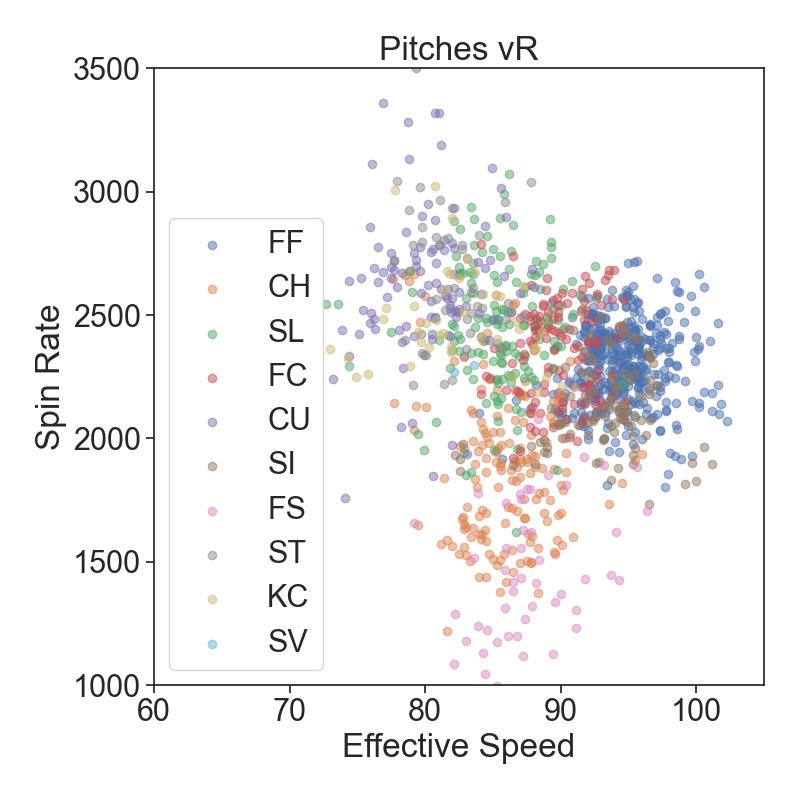 Pitches vR
3500
3000
2500
2000
1500
1000
Spin Rate
FF
CH
SL
FC
CU
SI
FS
ST
KC
SV
60 70 80 90 100
Effective Speed